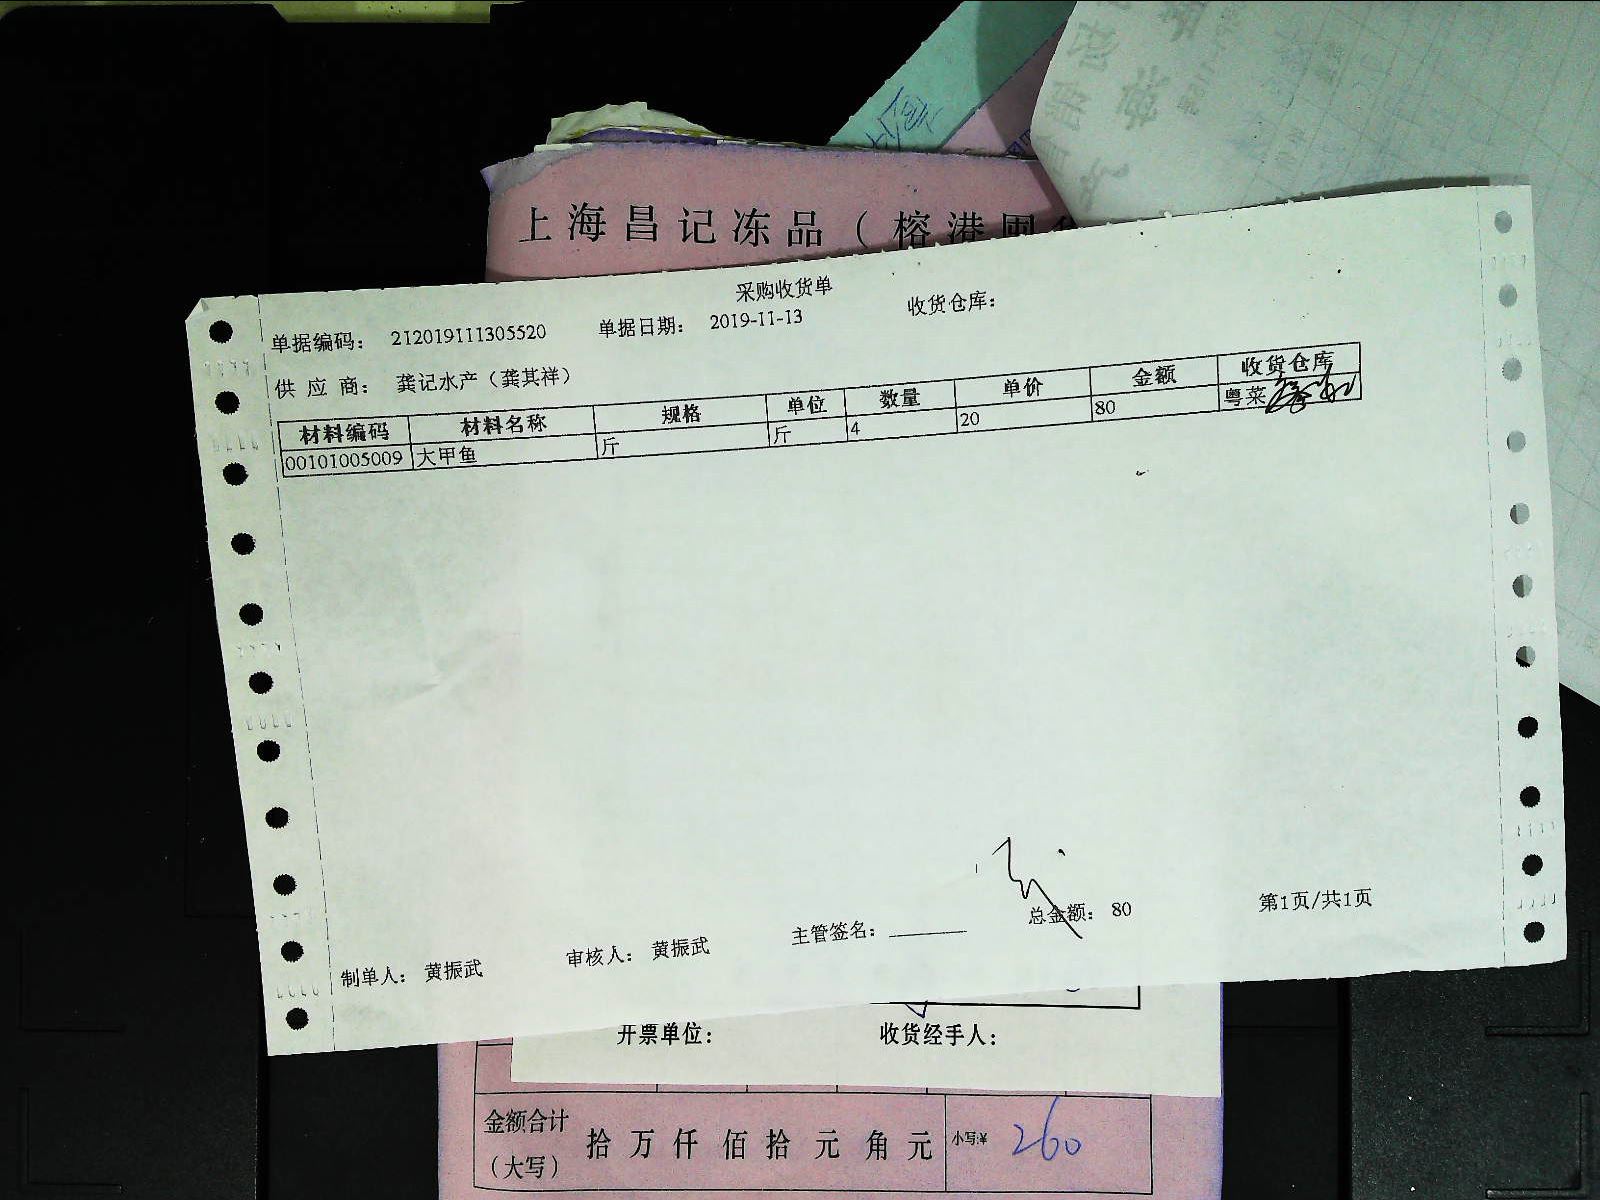 上海昌记冻品（榕港
采购收货单
单据编码： 212019111305520 单据日期： 2019-11-13 收货仓库：
供 应 商： 龚记水产（龚其祥）
材料编码 材料名称 规格 单位 数量 单价 金额 收货仓库
00101005009 大甲鱼 斤 斤 4 20 80 粤菜
制单人： 黄振武 审核人： 黄振武 主管签名： 总金额： 80 第1页/共1页
开票单位： 收货经手人：
金额合计（大写） 拾 万 仟 佰 拾 元 角 元 小写:¥ 260